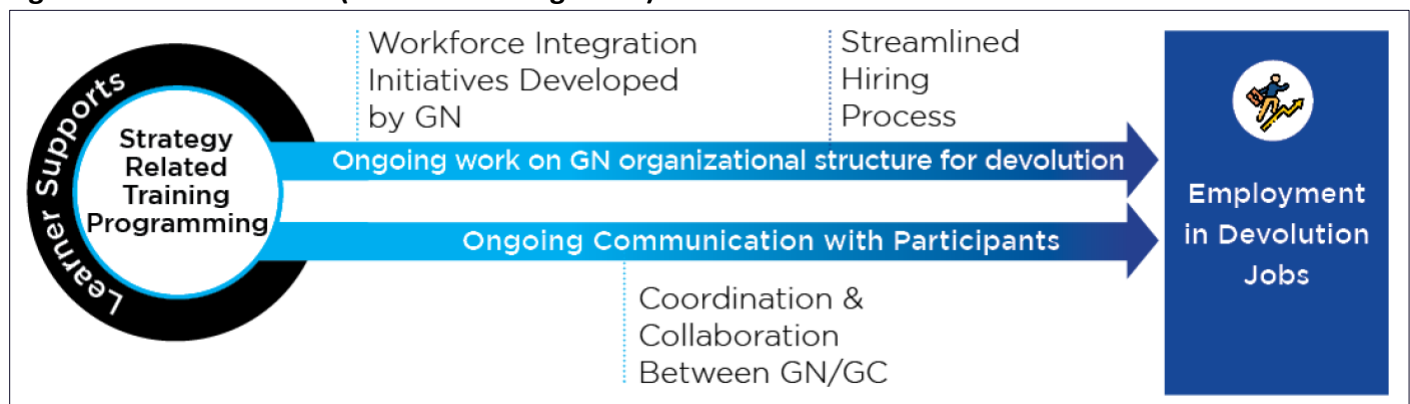 Learner Supports
Strategy
Related
Training
Programming
Workforce Integration
Initiatives Developed
by GN
Streamlined
Hiring
Process
Ongoing work on GN organizational structure for devolution
Ongoing Communication with Participants
Coordination &
Collaboration
Between GN/GC
Employment
in Devolution
Jobs